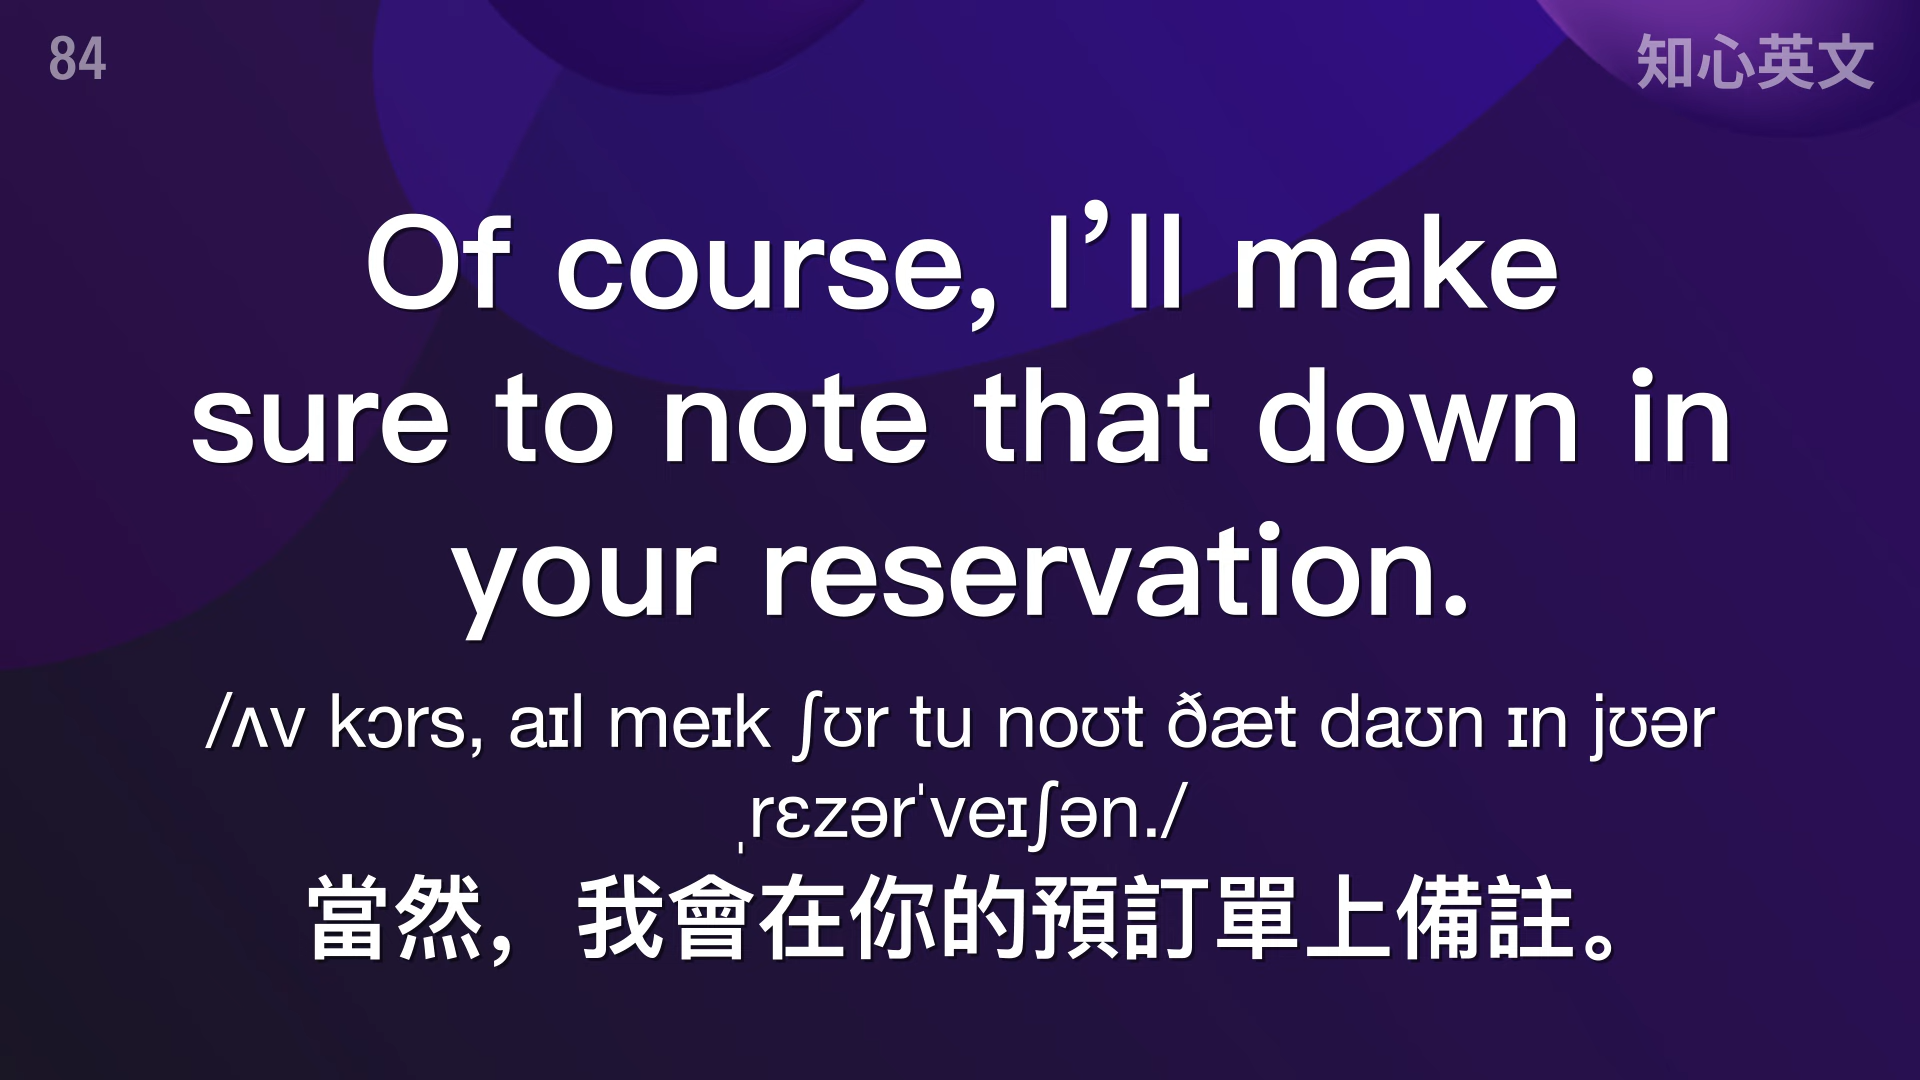 84
知心英文
Of course, I’ll make
sure to note that down in
your reservation.
/ʌv kɔrs, aɪl meɪk ʃʊr tu noʊt ðæt daʊn ɪn jʊər
ˌrɛzərˈveɪʃən./
當然，我會在你的預訂單上備註。